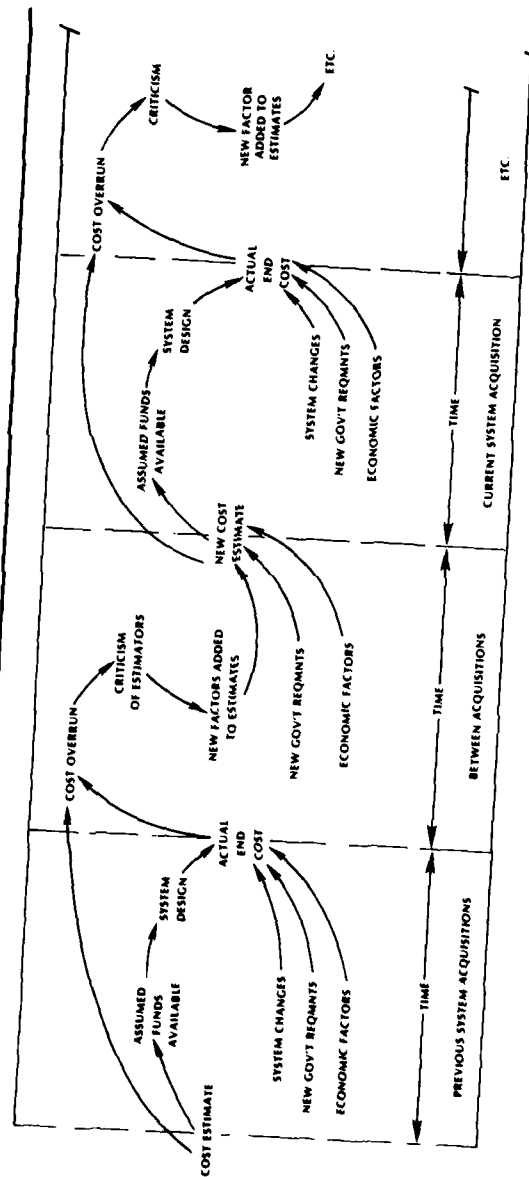 COST ESTIMATE
ASSUMED
FUNDS
AVAILABLE
SYSTEM
DESIGN
ACTUAL
END
COST
SYSTEM CHANGES
NEW GOV'T REQMNTS
ECONOMIC FACTORS
TIME
PREVIOUS SYSTEM ACQUISITIONS
COST OVERRUN
CRITICISM
OF ESTIMATORS
NEW FACTORS ADDED
TO ESTIMATES
NEW COST
ESTIMATE
NEW GOV'T REQMNTS
ECONOMIC FACTORS
TIME
BETWEEN ACQUISITIONS
ASSUMED FUNDS
AVAILABLE
SYSTEM
DESIGN
ACTUAL
END
COST
SYSTEM CHANGES
NEW GOV'T REQMNTS
ECONOMIC FACTORS
TIME
CURRENT SYSTEM ACQUISITION
COST OVERRUN
CRITICISM
NEW FACTOR
ADDED TO
ESTIMATES
ETC.
ETC.